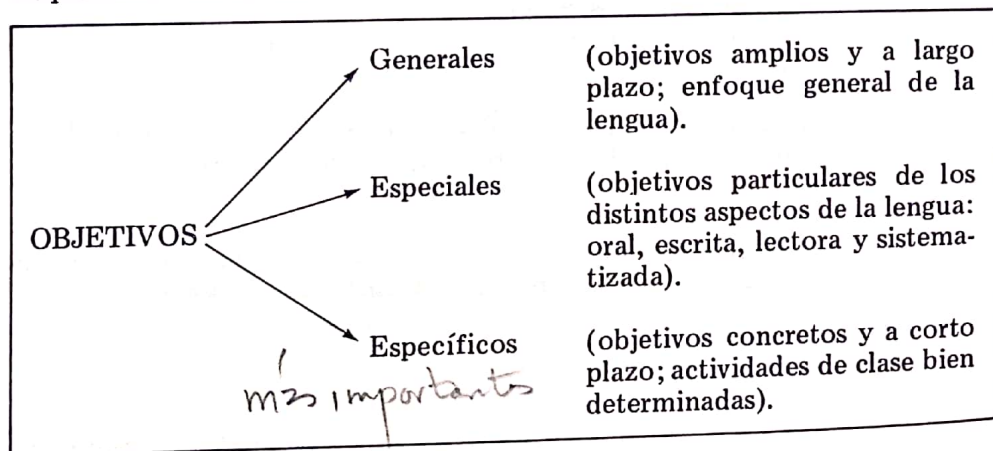 Generales (objetivos amplios y a largo
plazo; enfoque general de la
lengua).
Especiales (objetivos particulares de los
distintos aspectos de la lengua:
OBJETIVOS oral, escrita, lectora y sistema-
tizada).
Específicos (objetivos concretos y a corto
más importantes plazo; actividades de clase bien
determinadas).